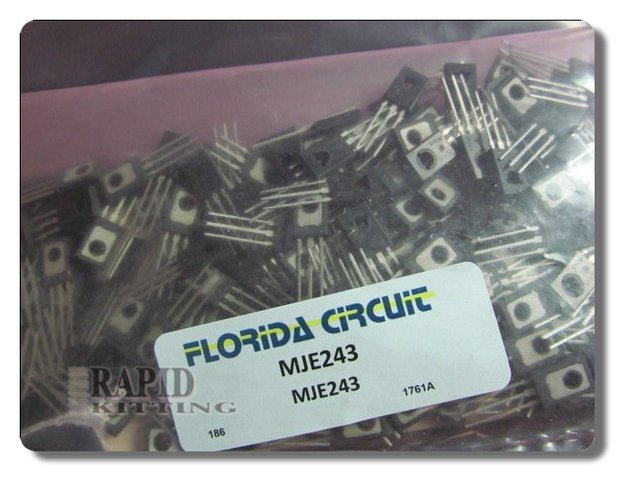 FLORiDA CiRCUiT
MJE243
MJE243
186
1761A
RAPID
KITTING